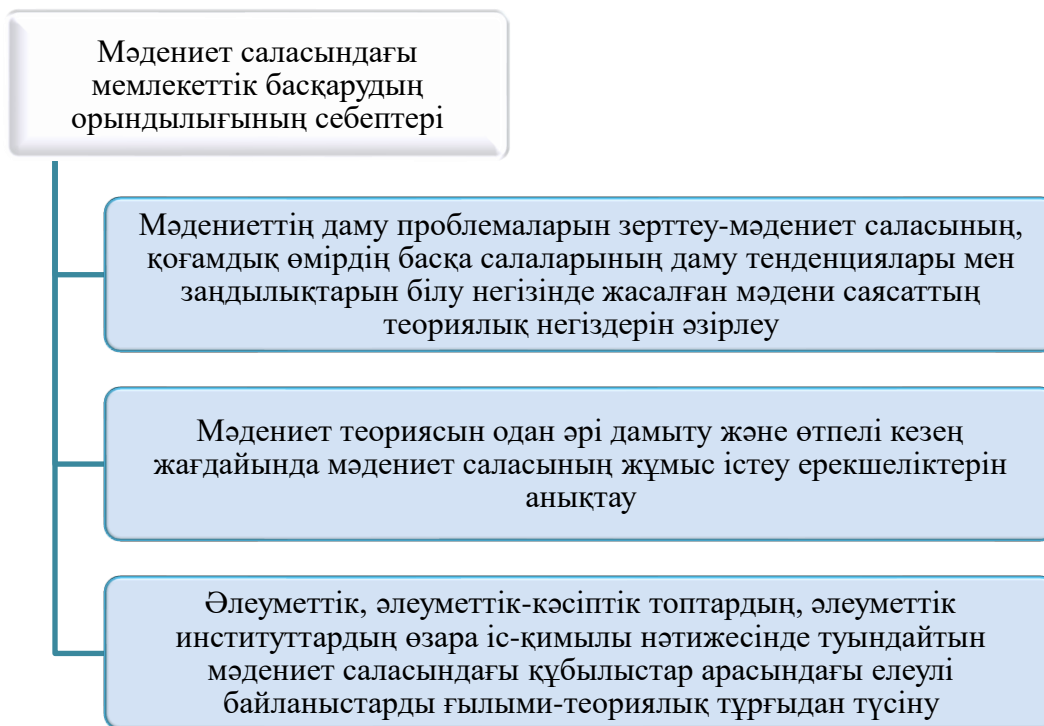 Мәдениет саласындағы
мемлекеттік басқарудың
орындылығының себептері
Мәдениеттің даму проблемаларын зерттеу-мәдениет саласының,
қоғамдық өмірдің басқа салаларының даму тенденциялары мен
заңдылықтарын білу негізінде жасалған мәдени саясаттың
теориялық негіздерін әзірлеу
Мәдениет теориясын одан әрі дамыту және өтпелі кезең
жағдайында мәдениет саласының жұмыс істеу ерекшеліктерін
анықтау
Әлеуметтік, әлеуметтік-кәсіптік топтардың, әлеуметтік
институттардың өзара іс-қимылы нәтижесінде туындайтын
мәдениет саласындағы құбылыстар арасындағы елеулі
байланыстарды ғылыми-теориялық тұрғыдан түсіну